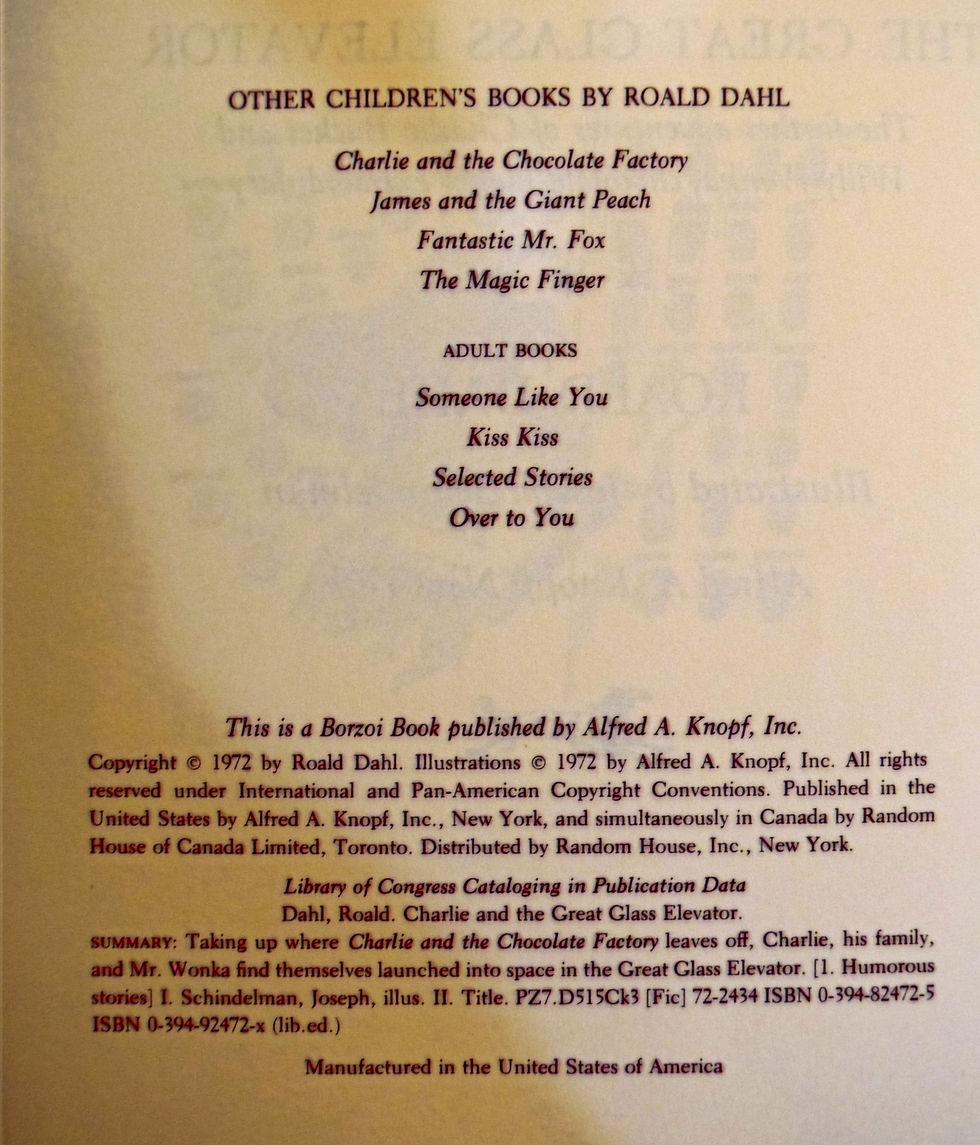 OTHER CHILDREN'S BOOKS BY ROALD DAHL
Charlie and the Chocolate Factory
James and the Giant Peach
Fantastic Mr. Fox
The Magic Finger
ADULT BOOKS
Someone Like You
Kiss Kiss
Selected Stories
Over to You
This is a Borzoi Book published by Alfred A. Knopf, Inc.
Copyright © 1972 by Roald Dahl. Illustrations © 1972 by Alfred A. Knopf, Inc. All rights
reserved under International and Pan-American Copyright Conventions. Published in the
United States by Alfred A. Knopf, Inc., New York, and simultaneously in Canada by Random
House of Canada Limited, Toronto. Distributed by Random House, Inc., New York.
Library of Congress Cataloging in Publication Data
Dahl, Roald. Charlie and the Great Glass Elevator.
SUMMARY: Taking up where Charlie and the Chocolate Factory leaves off, Charlie, his family,
and Mr. Wonka find themselves launched into space in the Great Glass Elevator. [1. Humorous
stories] I. Schindelman, Joseph, illus. II. Title. PZ7.D515Ck3 [Fic] 72-2434 ISBN 0-394-82472-5
ISBN 0-394-92472-x (lib.ed.)
Manufactured in the United States of America